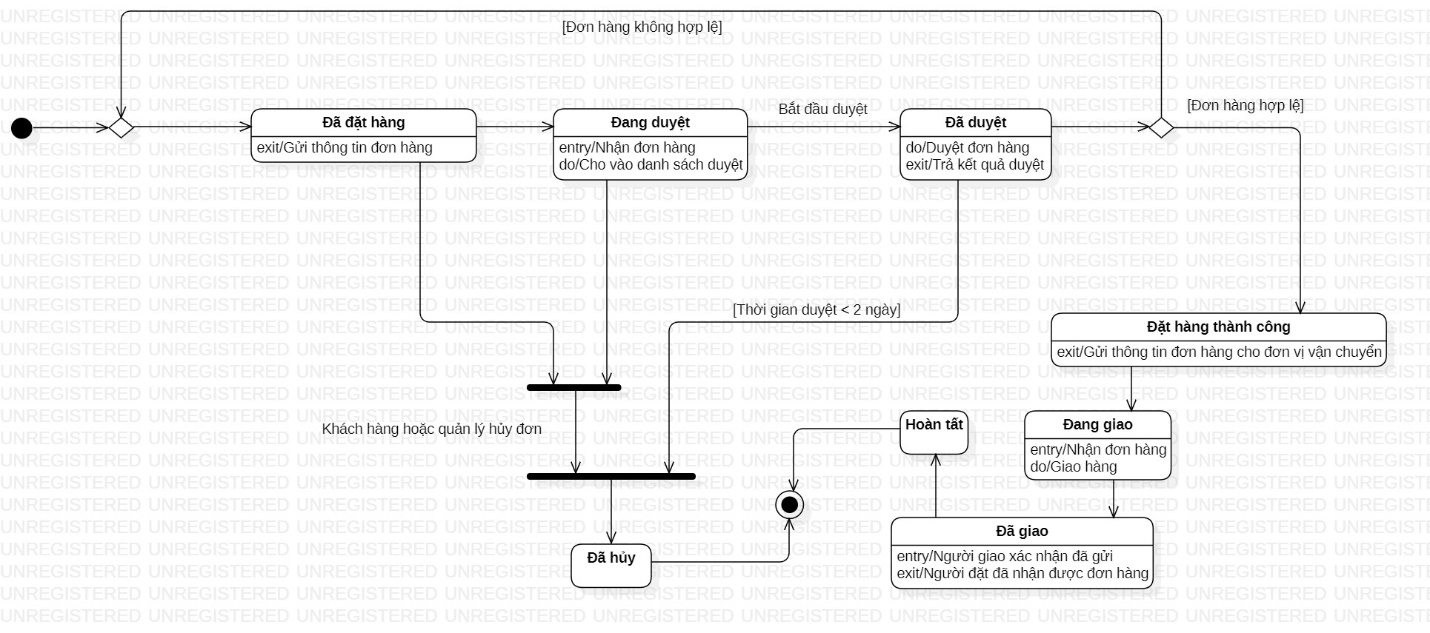 [Đơn hàng không hợp lệ]
[Đơn hàng hợp lệ]
Bắt đầu duyệt
Đã đặt hàng
exit/Gửi thông tin đơn hàng
Đang duyệt
entry/Nhận đơn hàng
do/Cho vào danh sách duyệt
Đã duyệt
do/Duyệt đơn hàng
exit/Trả kết quả duyệt
[Thời gian duyệt < 2 ngày]
Đặt hàng thành công
exit/Gửi thông tin đơn hàng cho đơn vị vận chuyển
Khách hàng hoặc quản lý hủy đơn
Hoàn tất
Đang giao
entry/Nhận đơn hàng
do/Giao hàng
Đã giao
entry/Người giao xác nhận đã gửi
exit/Người đặt đã nhận được đơn hàng
Đã hủy
UNREGISTERED